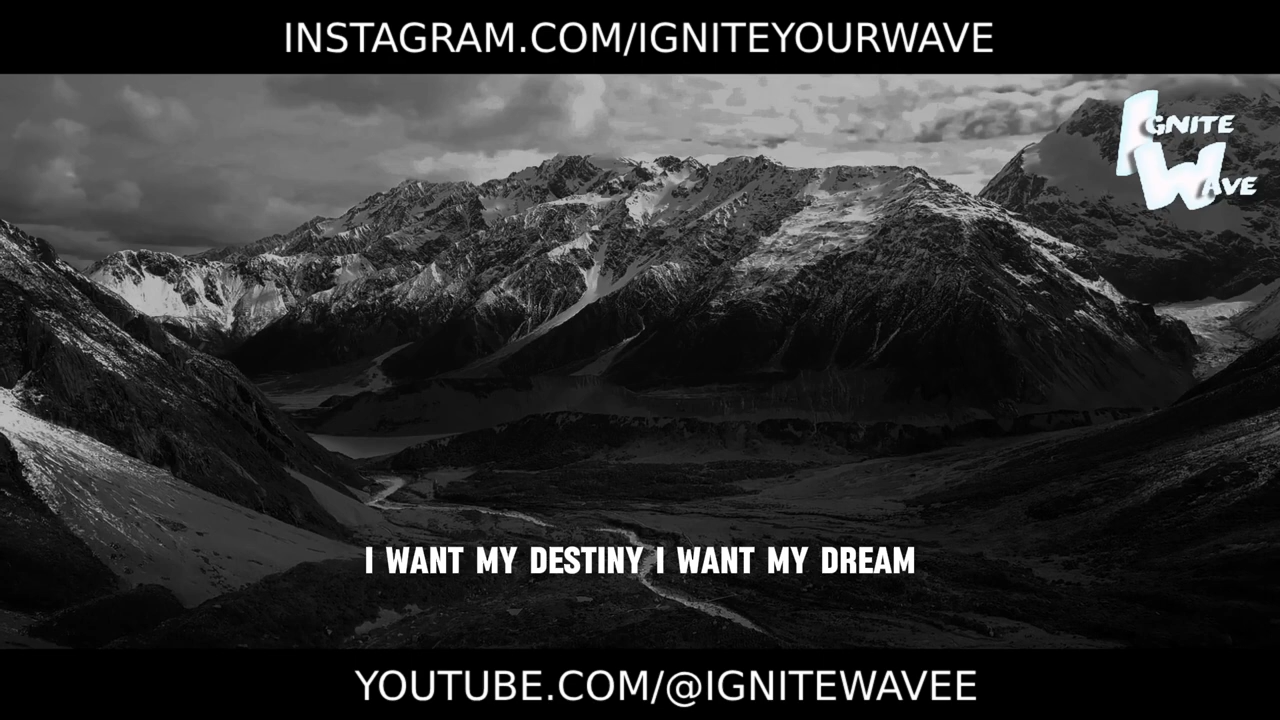 INSTAGRAM.COM/IGNITEYOURWAVE
IGNITE
WAVE
I WANT MY DESTINY I WANT MY DREAM
YOUTUBE.COM/@IGNITEWAVEE